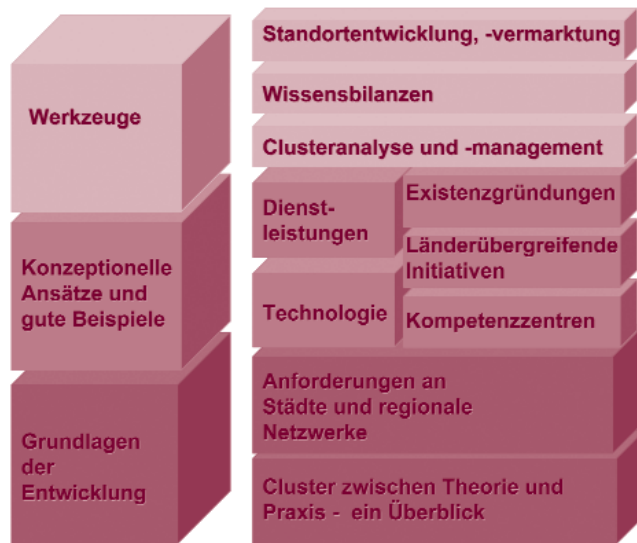 Werkzeuge
Konzeptionelle
Ansätze und
gute Beispiele
Grundlagen
der
Entwicklung
Standortentwicklung, -vermarktung
Wissensbilanzen
Clusteranalyse und -management
Dienst-
leistungen
Existenzgründungen
Länderübergreifende
Initiativen
Technologie
Kompetenzzentren
Anforderungen an
Städte und regionale
Netzwerke
Cluster zwischen Theorie und
Praxis - ein Überblick